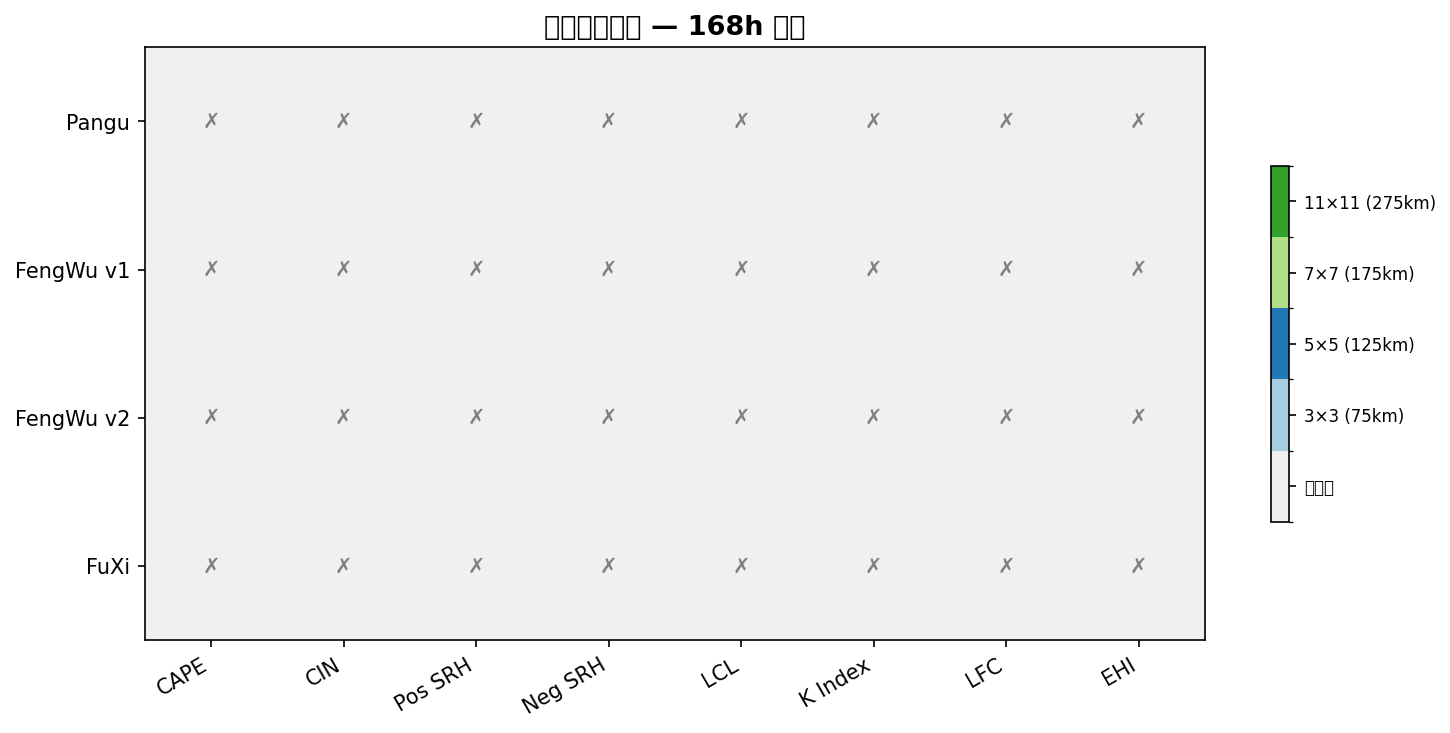 — 168h
Pangu
✗ ✗ ✗ ✗ ✗ ✗ ✗ ✗
FengWu v1
✗ ✗ ✗ ✗ ✗ ✗ ✗ ✗
FengWu v2
✗ ✗ ✗ ✗ ✗ ✗ ✗ ✗
FuXi
✗ ✗ ✗ ✗ ✗ ✗ ✗ ✗
CAPE CIN Pos SRH Neg SRH LCL K Index LFC EHI
11×11 (275km)
7×7 (175km)
5×5 (125km)
3×3 (75km)